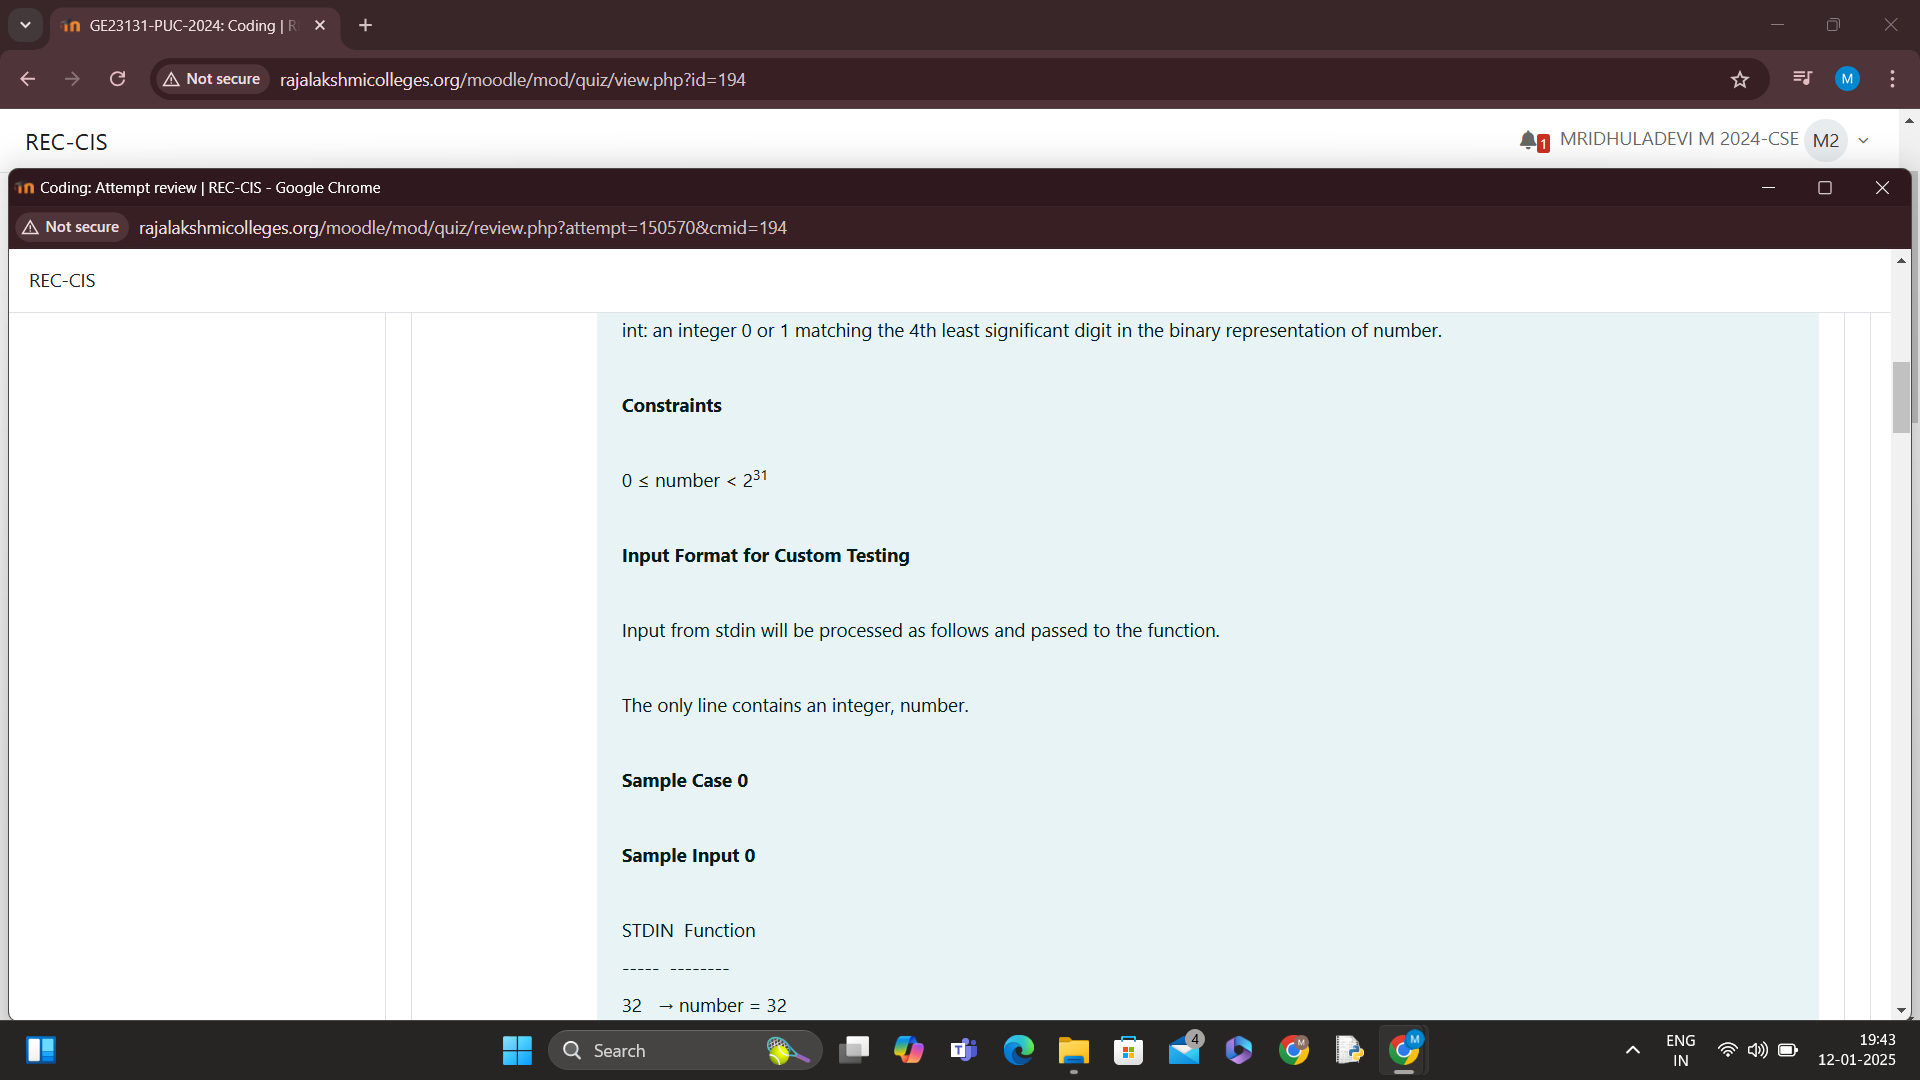 GE23131-PUC-2024: Coding | R
Not secure
rajalakshmicolleges.org/moodle/mod/quiz/view.php?id=194
M
REC-CIS
1
MRIDHULADEVI M 2024-CSE
M2
Coding: Attempt review | REC-CIS - Google Chrome
Not secure
rajalakshmicolleges.org/moodle/mod/quiz/review.php?attempt=150570&cmid=194
REC-CIS
int: an integer 0 or 1 matching the 4th least significant digit in the binary representation of number.
Constraints
0 ≤ number < 2³¹
Input Format for Custom Testing
Input from stdin will be processed as follows and passed to the function.
The only line contains an integer, number.
Sample Case 0
Sample Input 0
STDIN  Function
-----  --------
32   → number = 32
Search
4
M
M
ENG
IN
19:43
12-01-2025